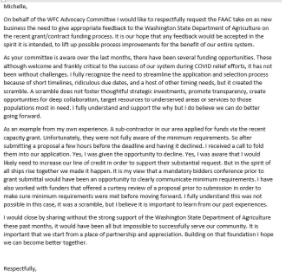 Michelle,
On behalf of the WFC Advocacy Committee I would like to respectfully request the FAAC take on as new
business the need to give appropriate feedback to the Washington State Department of Agriculture on
the recent grant/contract funding process. It is our hope that any feedback would be accepted in the
spirit it is intended, to lift up possible process improvements for the benefit of our entire system.
As your committee is aware over the last months, there have been several funding opportunities. These
although welcome and frankly critical to the success of our system during COVID relief efforts, it has not
been without challenges. I fully recognize the need to streamline the application and selection process
because of short timelines, ridiculous due dates, and a host of other timing needs, but it created the
scramble. A scramble does not foster thoughtful strategic investments, promote transparency, create
opportunities for deep collaboration, target resources to underserved areas or services to those
populations most in need. I fully understand and support the why but I do believe we can do better
going forward.
As an example from my own experience. A sub-contractor in our area applied for funds via the recent
capacity grant. Unfortunately, they were not fully aware of the minimum requirements. So after
submitting a proposal a few hours before the deadline and having it declined. I received a call to fold
them into our application. Yes, I was given the opportunity to decline. Yes, I was aware that I would
likely need to increase our line of credit in order to support their substantial request. But in the spirit of
all ships rise together we made it happen. It is my view that a mandatory bidders conference prior to
grant submittal would have been an opportunity to clearly communicate minimum requirements. I have
also worked with funders that offered a cursory review of a proposal prior to submission in order to
make sure minimum requirements were met before moving forward. I fully understand this was not
possible in this case, it was a scramble, but I believe it is important to learn from our past experiences.
I would close by sharing without the strong support of the Washington State Department of Agriculture
these past months, it would have been all but impossible to successfully serve our community. It is
important that we start from a place of partnership and appreciation. Building on that foundation I hope
we can become better together.
Respectfully,